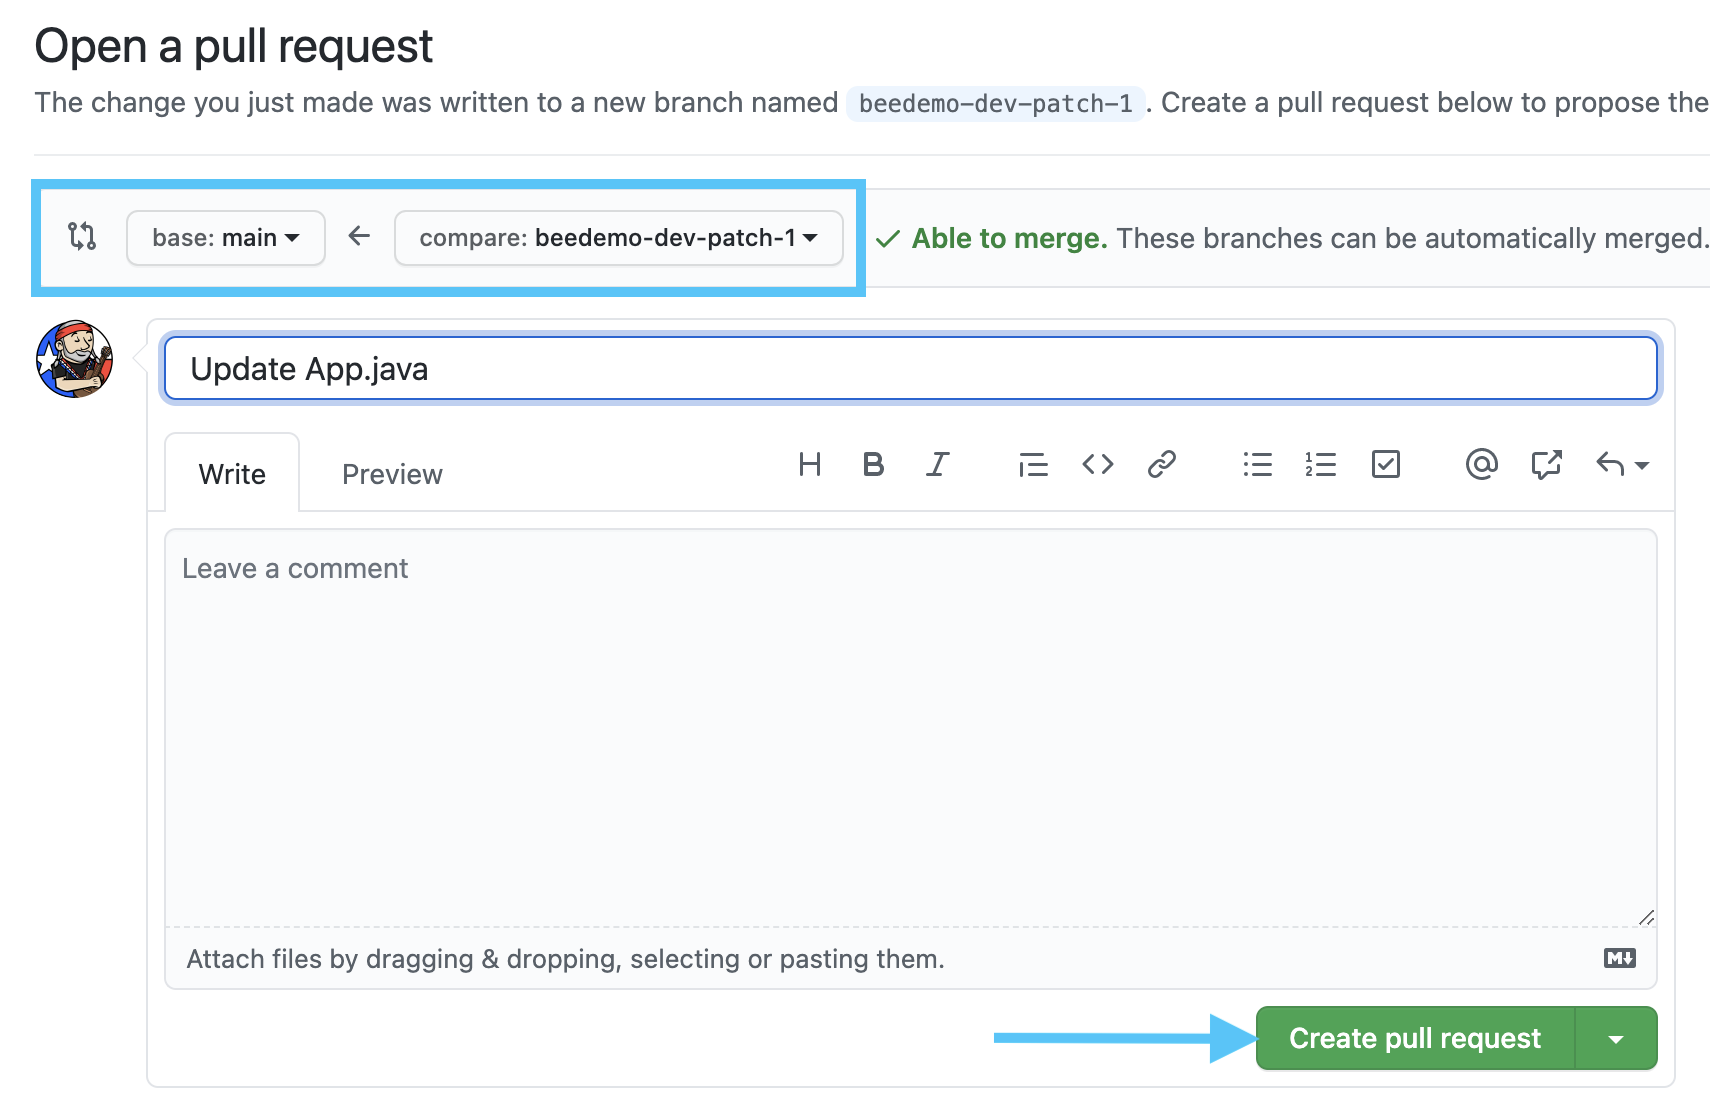 Open a pull request
The change you just made was written to a new branch named beedemo-dev-patch-1. Create a pull request below to propose the
base: main compare: beedemo-dev-patch-1 Able to merge. These branches can be automatically merged.
Update App.java
Write Preview
Leave a comment
Attach files by dragging & dropping, selecting or pasting them.
Create pull request